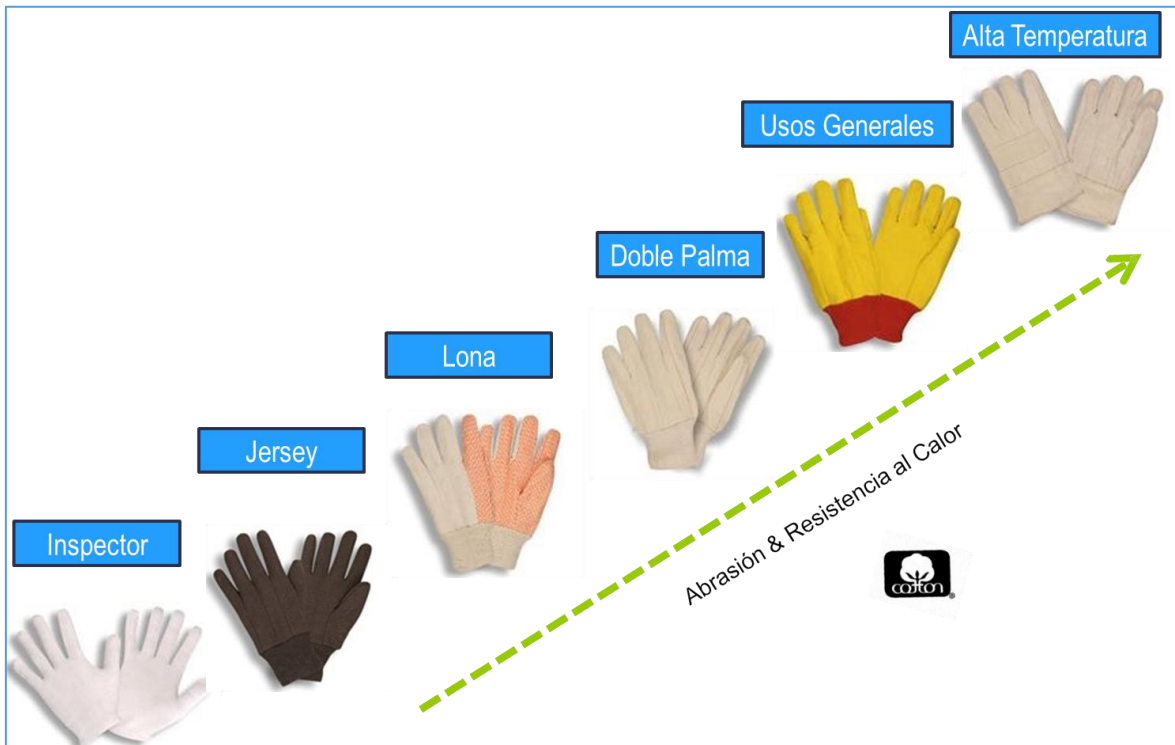 Alta Temperatura
Usos Generales
Doble Palma
Lona
Jersey
Inspector
Abrasión & Resistencia al Calor
cotton
®